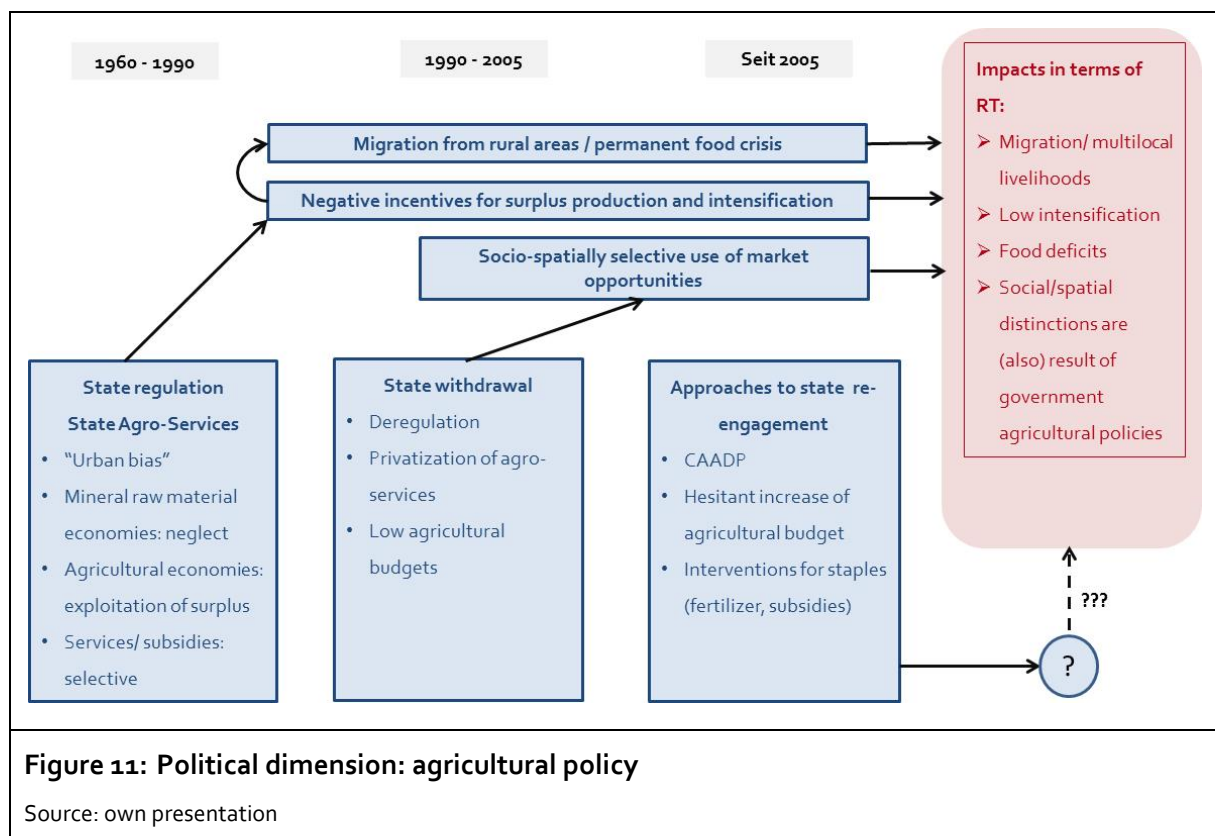 1960 - 1990
1990 - 2005
Seit 2005
Migration from rural areas / permanent food crisis
Negative incentives for surplus production and intensification
Socio-spatially selective use of market
opportunities
State regulation
State Agro-Services
• "Urban bias"
• Mineral raw material
economies: neglect
• Agricultural economies:
exploitation of surplus
• Services/ subsidies:
selective
State withdrawal
• Deregulation
• Privatization of agro-
services
• Low agricultural
budgets
Approaches to state re-
engagement
• CAADP
• Hesitant increase of
agricultural budget
• Interventions for staples
(fertilizer, subsidies)
Impacts in terms of
RT:
➢ Migration/ multilocal
livelihoods
➢ Low intensification
➢ Food deficits
➢ Social/spatial
distinctions are
(also) result of
government
agricultural policies
???
?
Figure 11: Political dimension: agricultural policy
Source: own presentation